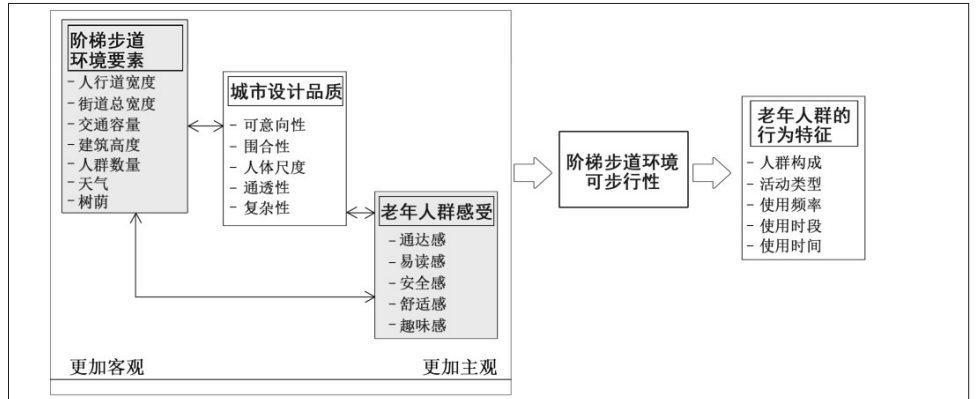 阶梯步道
环境要素
- 人行道宽度
- 街道总宽度
- 交通容量
- 建筑高度
- 人群数量
- 天气
- 树荫
城市设计品质
- 可意向性
- 围合性
- 人体尺度
- 通透性
- 复杂性
老年人群感受
- 通达感
- 易读感
- 安全感
- 舒适感
- 趣味感
更加客观
更加主观
阶梯步道环境
可步行性
老年人群的
行为特征
- 人群构成
- 活动类型
- 使用频率
- 使用时段
- 使用时间